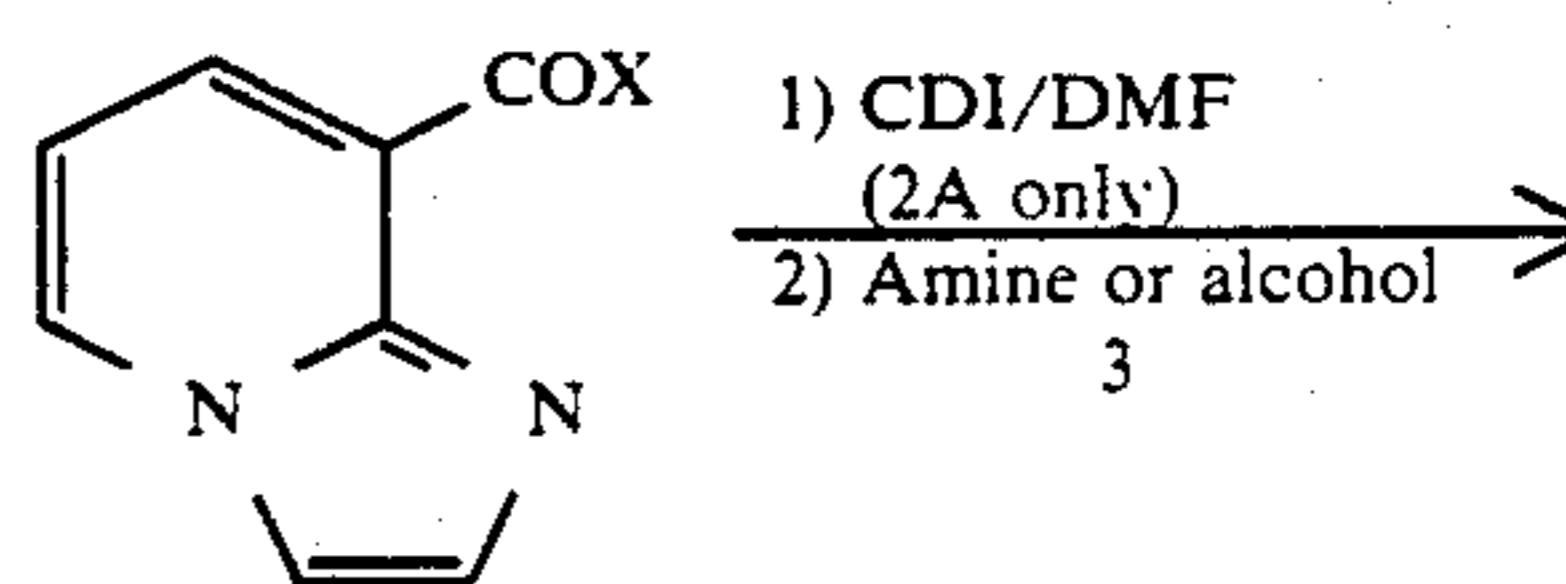 COX
1) CDI/DMF
(2A only)
2) Amine or alcohol
3
N
N